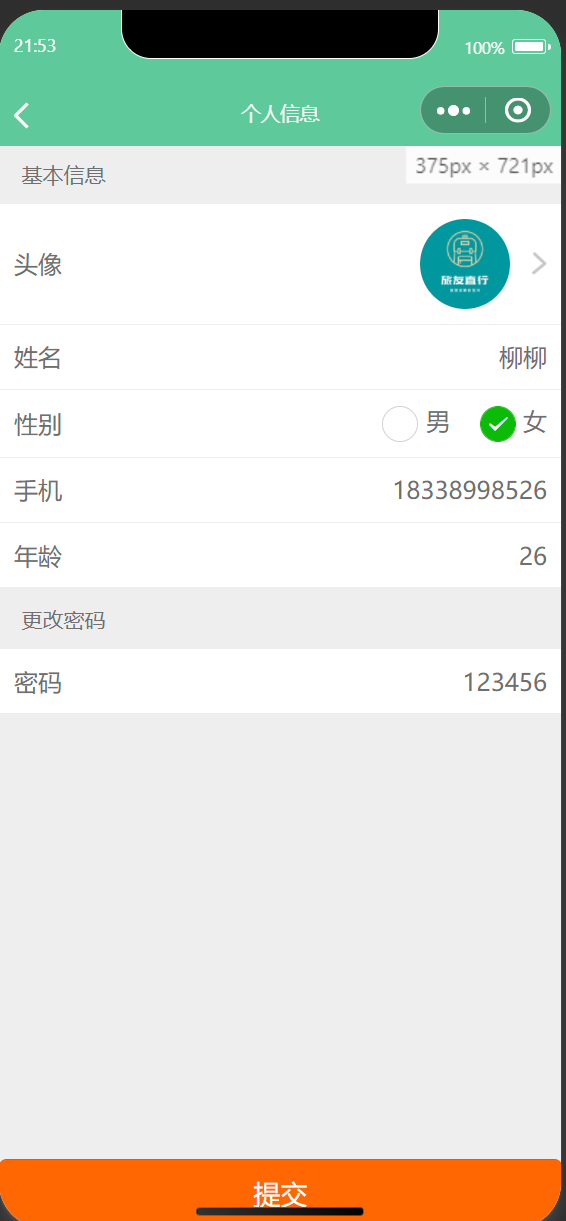 21:53
100%
个人信息
375px × 721px
基本信息
头像
旅友直行
姓名 柳柳
性别 男 女
手机 18338998526
年龄 26
更改密码
密码 123456
提交